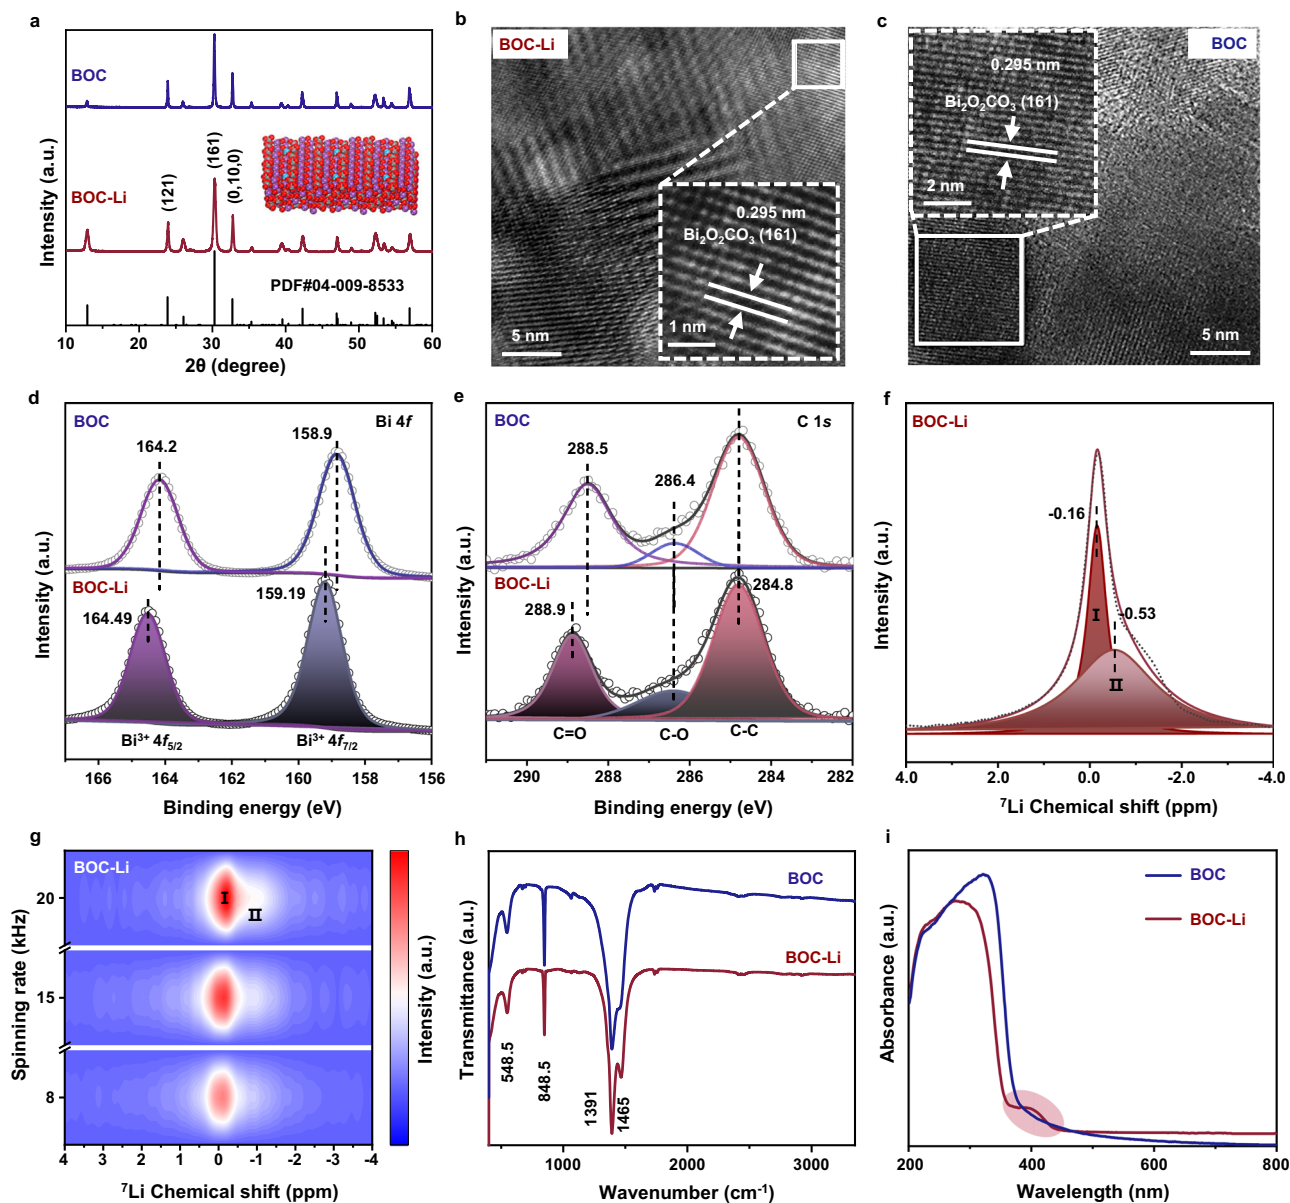 a
BOC
BOC-Li
(121)
(161)
(0,10,0)
PDF#04-009-8533
Intensity (a.u.)
10 20 30 40 50 60
2θ (degree)
b
BOC-Li
0.295 nm
Bi₂O₂CO₃ (161)
1 nm
5 nm
c
BOC
0.295 nm
Bi₂O₂CO₃ (161)
2 nm
5 nm
d
BOC
Bi 4f
164.2
158.9
BOC-Li
164.49
159.19
Bi³⁺ 4f₅/₂
Bi³⁺ 4f₇/₂
Intensity (a.u.)
166 164 162 160 158 156
Binding energy (eV)
e
BOC
C 1s
288.5
286.4
BOC-Li
288.9
284.8
C=O
C-O
C-C
Intensity (a.u.)
290 288 286 284 282
Binding energy (eV)
f
BOC-Li
-0.16
-0.53
I
II
Intensity (a.u.)
4.0 2.0 0.0 -2.0 -4.0
⁷Li Chemical shift (ppm)
g
BOC-Li
I
II
20
15
8
Spinning rate (kHz)
4 3 2 1 0 -1 -2 -3 -4
⁷Li Chemical shift (ppm)
Intensity (a.u.)
h
BOC
BOC-Li
548.5
848.5
1391
1465
Transmittance (a.u.)
1000 1500 2000 2500 3000
Wavenumber (cm⁻¹)
i
BOC
BOC-Li
Absorbance (a.u.)
200 400 600 800
Wavelength (nm)